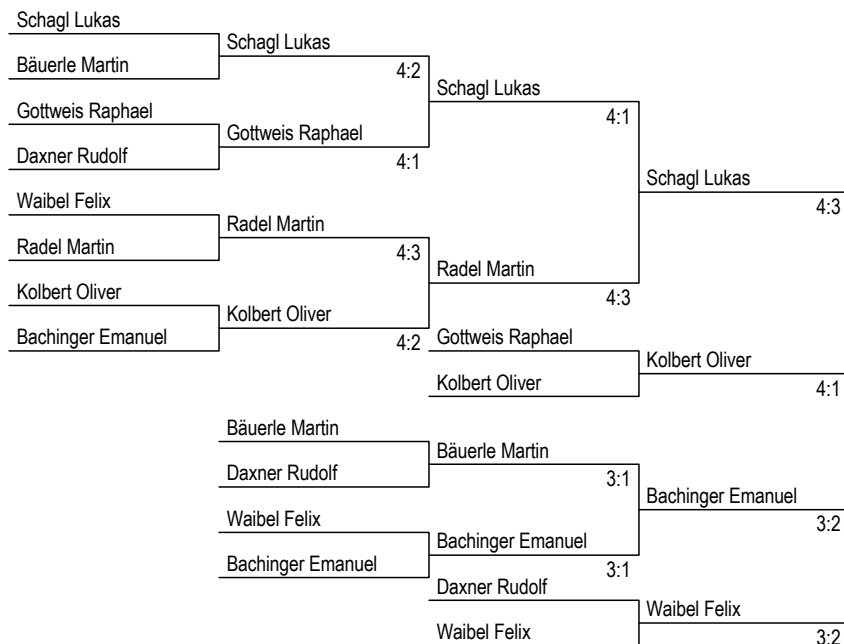 Schagl Lukas
Schagl Lukas
Bäuerle Martin
4:2
Schagl Lukas
Gottweis Raphael
4:1
Gottweis Raphael
Daxner Rudolf
4:1
Schagl Lukas
Waibel Felix
4:3
Radel Martin
Radel Martin
4:3
Radel Martin
Kolbert Oliver
4:3
Kolbert Oliver
Bachinger Emanuel
4:2
Gottweis Raphael
Kolbert Oliver
Kolbert Oliver
4:1
Bäuerle Martin
Bäuerle Martin
Daxner Rudolf
3:1
Bachinger Emanuel
Waibel Felix
3:2
Bachinger Emanuel
Bachinger Emanuel
3:1
Daxner Rudolf
Waibel Felix
Waibel Felix
3:2